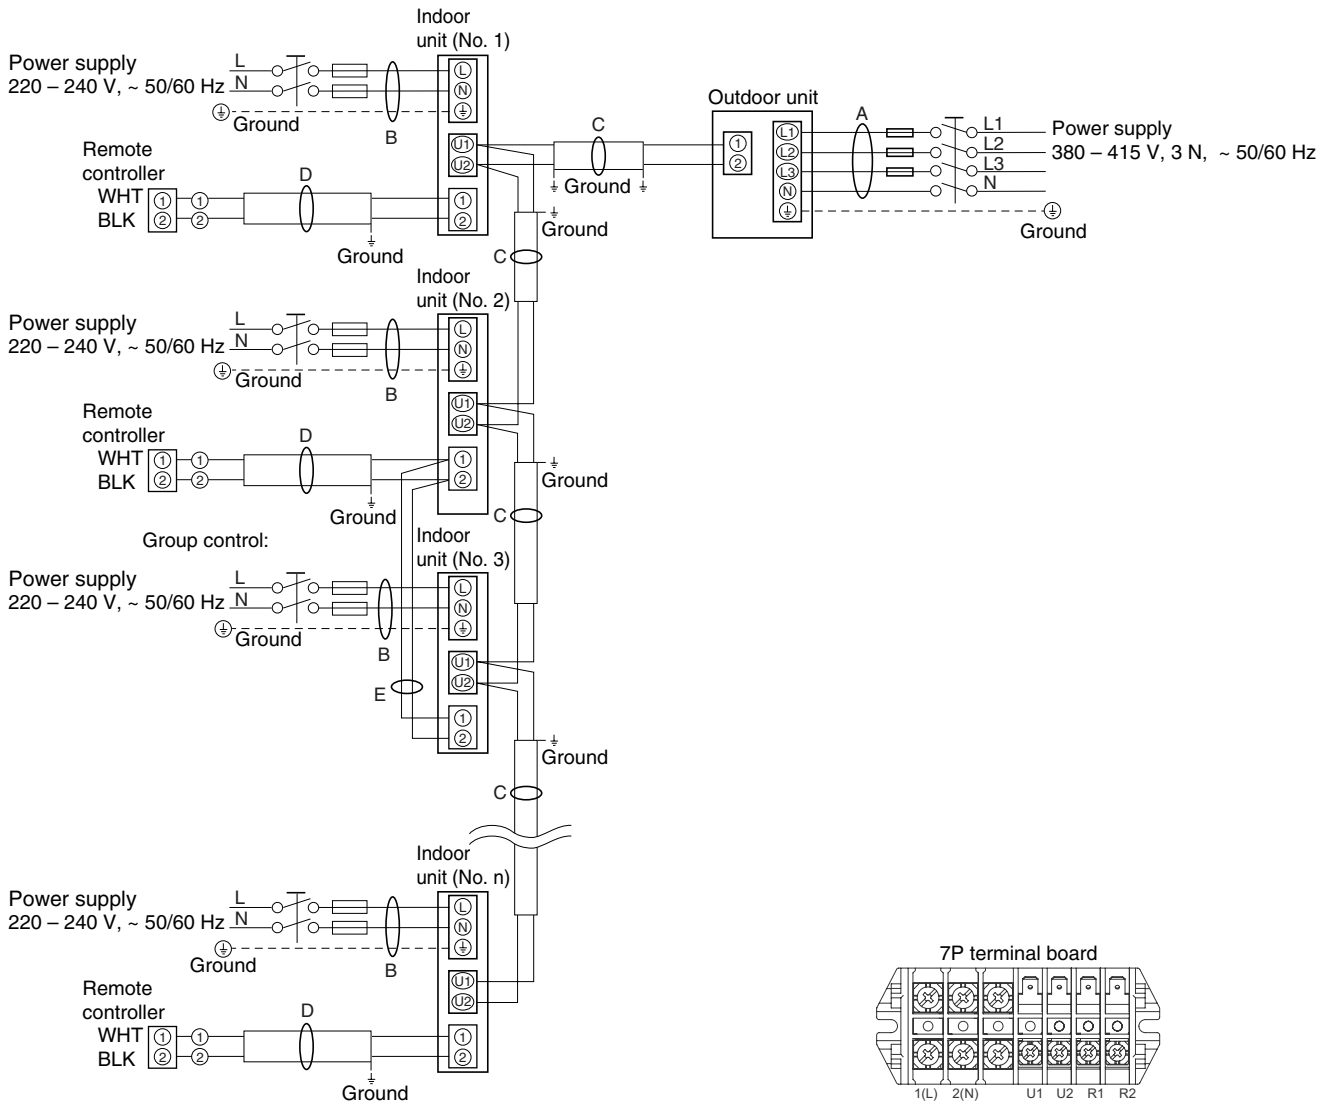 Indoor
unit (No. 1)
Power supply
220 – 240 V, ~ 50/60 Hz
L
N
Ground
B
L
N
U1
U2
1
2
Remote
controller
WHT
BLK
1
2
1
2
D
Ground
C
Ground
Outdoor unit
1
2
L1
L2
L3
N
A
L1
L2
L3
N
Power supply
380 – 415 V, 3 N, ~ 50/60 Hz
Ground
Ground
C
Indoor
unit (No. 2)
Power supply
220 – 240 V, ~ 50/60 Hz
L
N
Ground
B
L
N
U1
U2
1
2
Remote
controller
WHT
BLK
1
2
1
2
D
Ground
Ground
C
Group control:
Indoor
unit (No. 3)
Power supply
220 – 240 V, ~ 50/60 Hz
L
N
Ground
B
L
N
U1
U2
1
2
E
Ground
C
Indoor
unit (No. n)
Power supply
220 – 240 V, ~ 50/60 Hz
L
N
Ground
B
L
N
U1
U2
1
2
Remote
controller
WHT
BLK
1
2
1
2
D
Ground
7P terminal board
1(L) 2(N) U1 U2 R1 R2